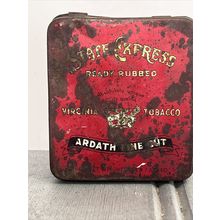 STATE EXPRESS
READY RUBBED
VIRGINIA TOBACCO
ARDATH FINE CUT